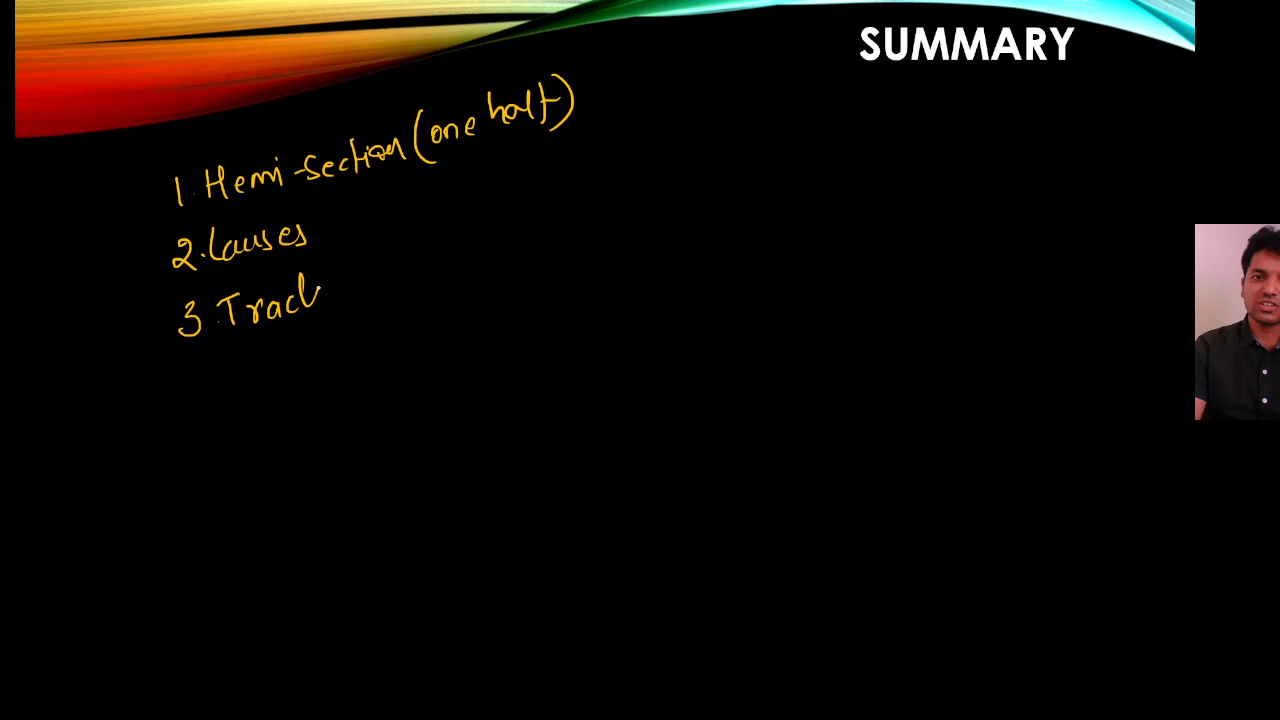 SUMMARY
1. Hemi-section (one half)
2. Causes
3. Tract